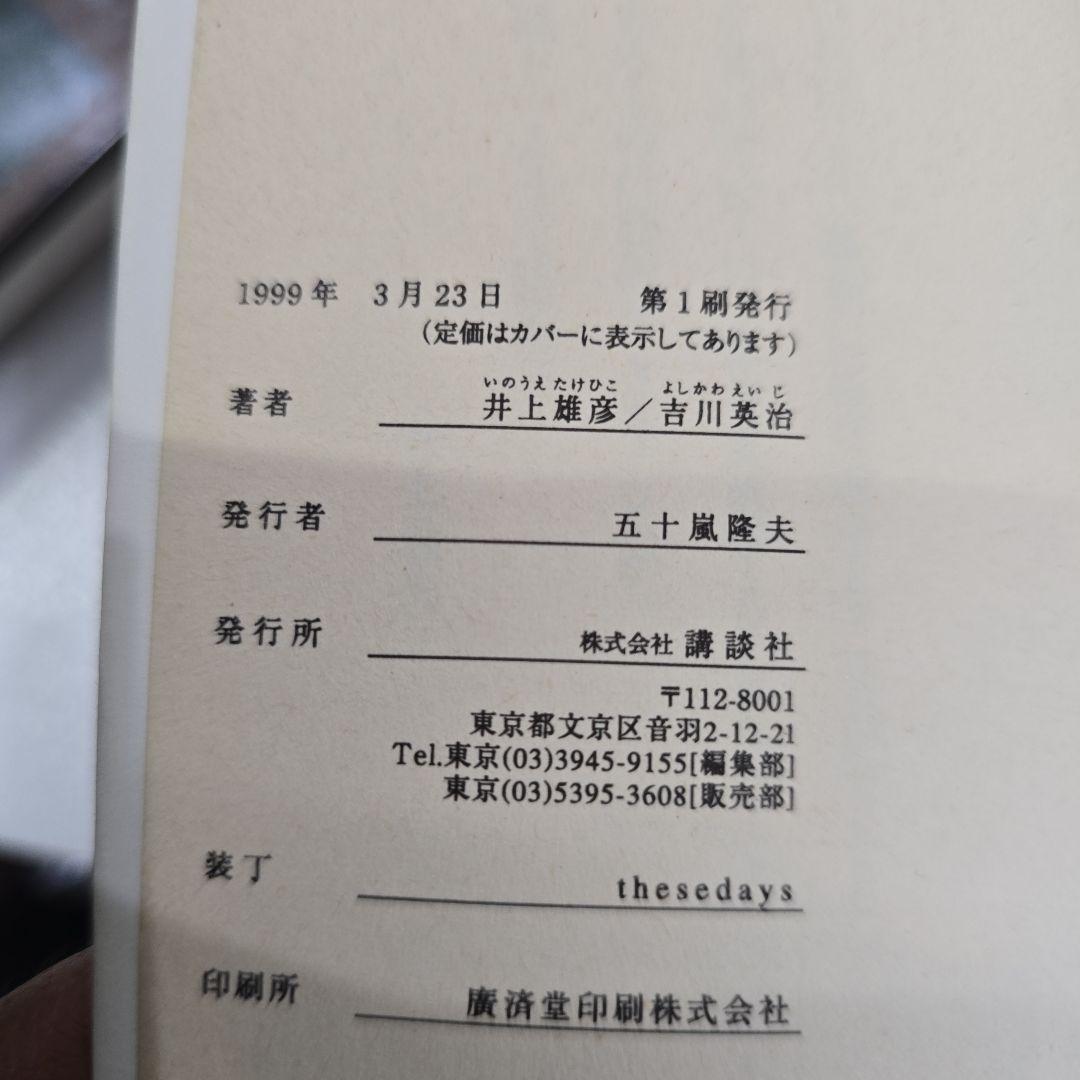 1999年 3月23日 第1刷発行
(定価はカバーに表示してあります)
いのうえたけひこ よしかわえいじ
著者 井上雄彦／吉川英治
発行者 五十嵐隆夫
発行所 株式会社 講談社
〒112-8001
東京都文京区音羽2-12-21
Tel.東京(03)3945-9155[編集部]
東京(03)5395-3608[販売部]
装丁 thesedays
印刷所 廣済堂印刷株式会社